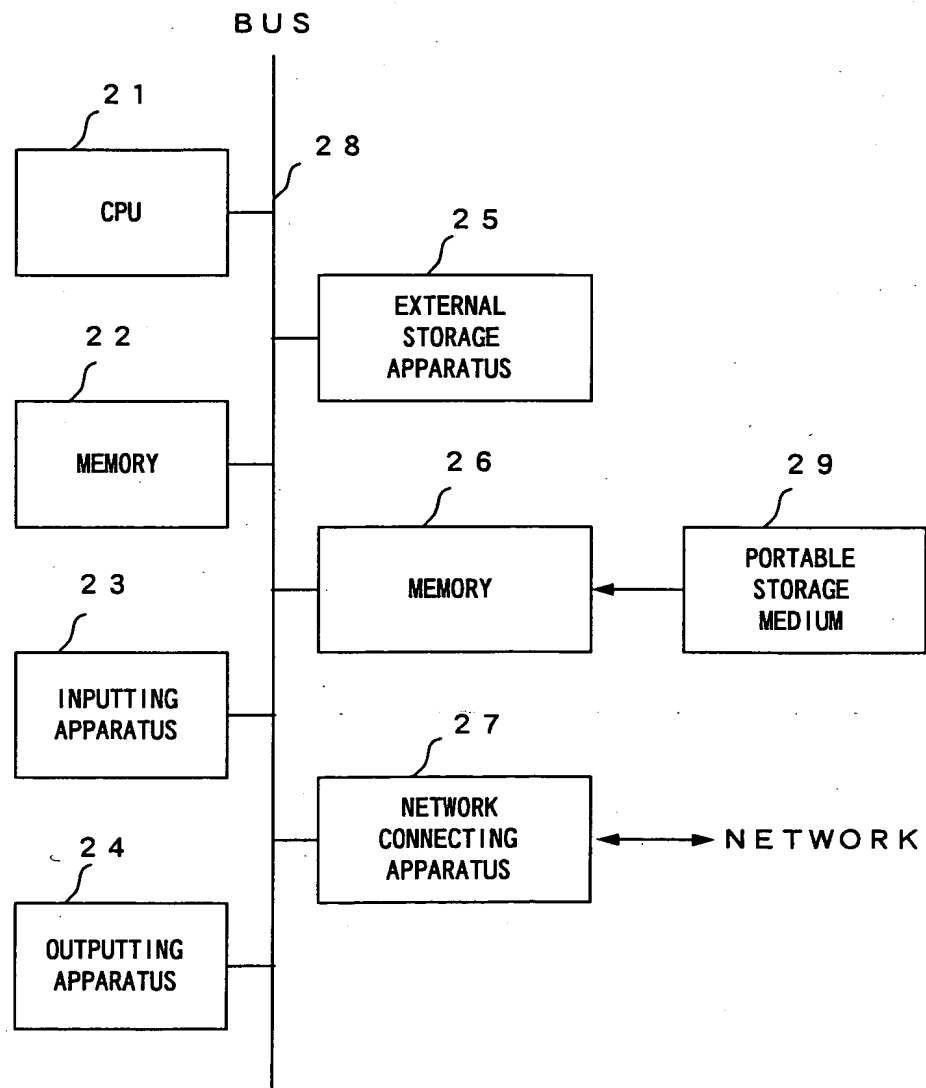 BUS
21
CPU
28
25
EXTERNAL
STORAGE
APPARATUS
22
MEMORY
26
MEMORY
29
PORTABLE
STORAGE
MEDIUM
23
INPUTTING
APPARATUS
27
NETWORK
CONNECTING
APPARATUS
NETWORK
24
OUTPUTTING
APPARATUS